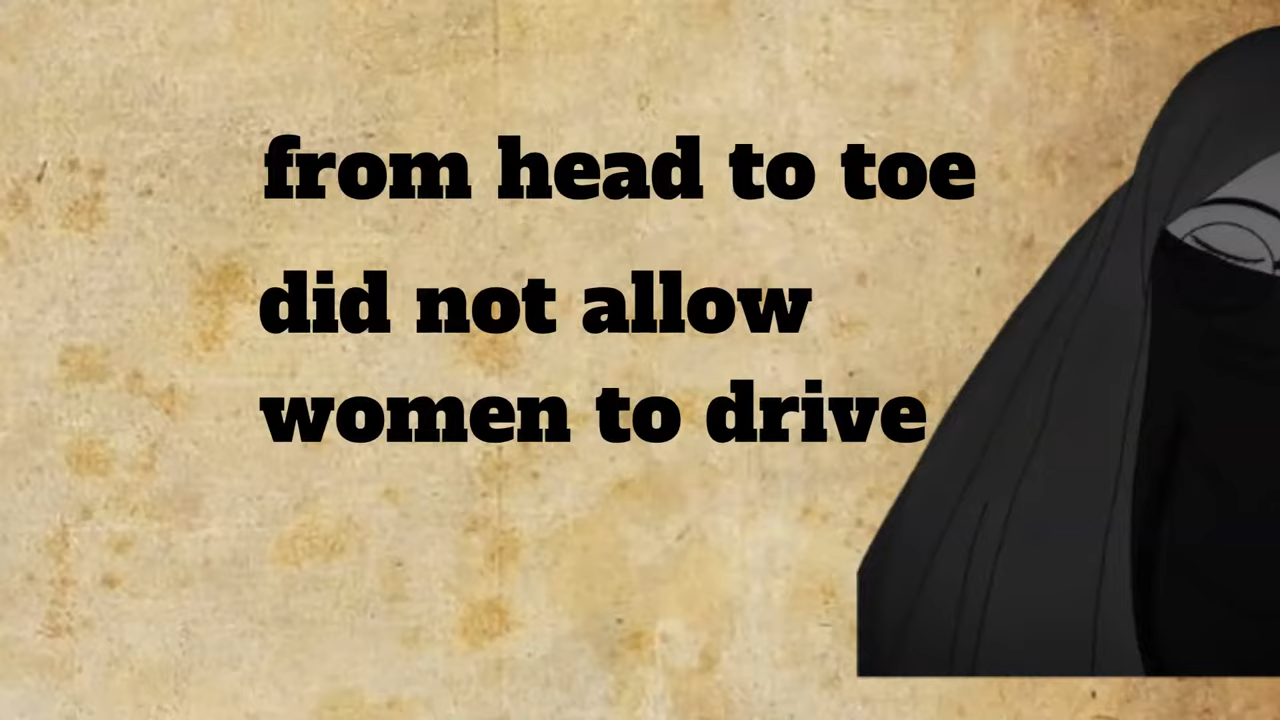 from head to toe
did not allow
women to drive